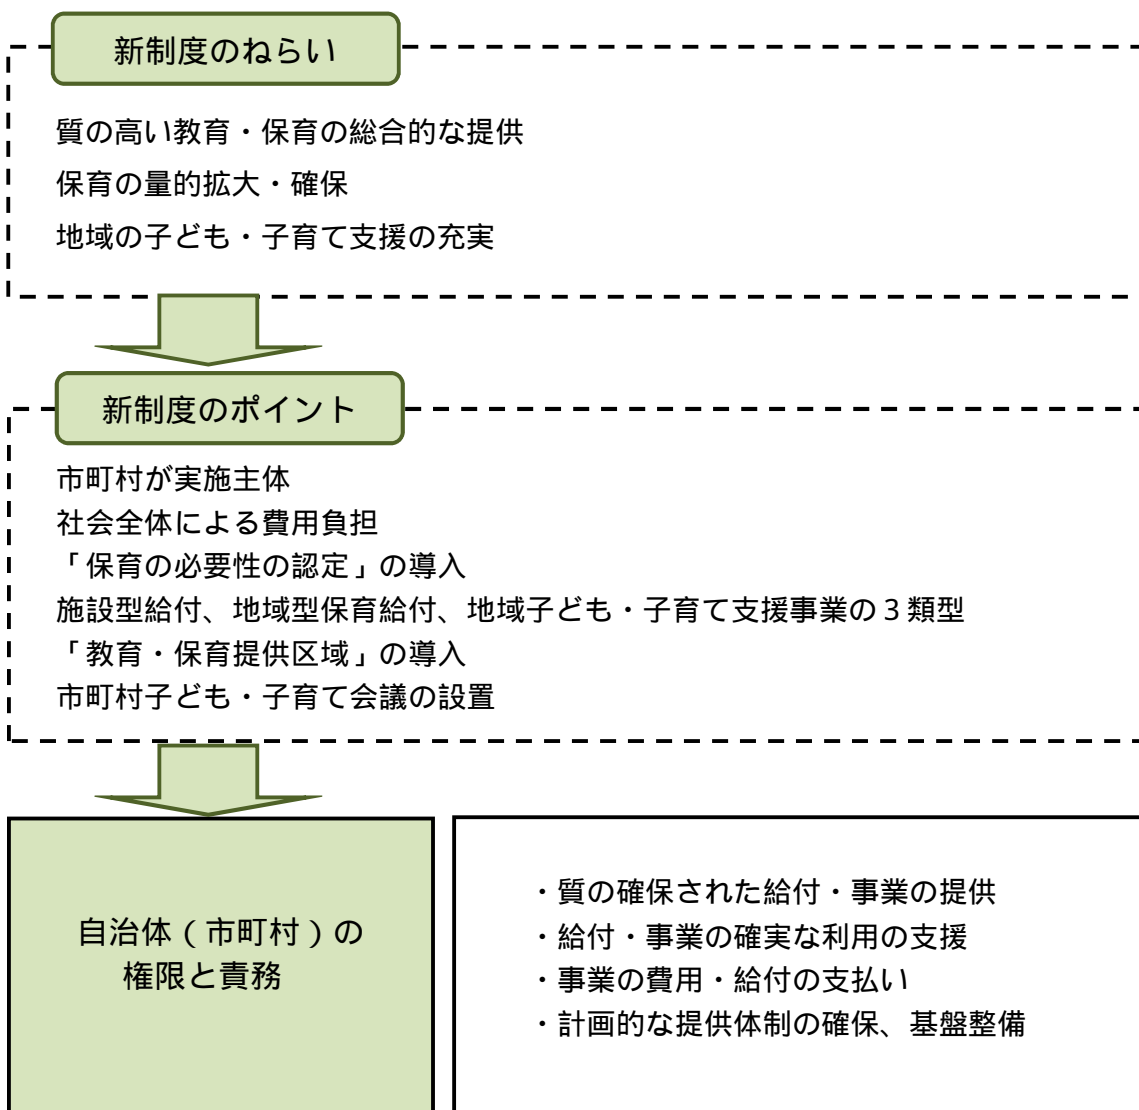 新制度のねらい
質の高い教育・保育の総合的な提供
保育の量的拡大・確保
地域の子ども・子育て支援の充実
新制度のポイント
市町村が実施主体
社会全体による費用負担
「保育の必要性の認定」の導入
施設型給付、地域型保育給付、地域子ども・子育て支援事業の３類型
「教育・保育提供区域」の導入
市町村子ども・子育て会議の設置
自治体（市町村）の
権限と責務
・質の確保された給付・事業の提供
・給付・事業の確実な利用の支援
・事業の費用・給付の支払い
・計画的な提供体制の確保、基盤整備